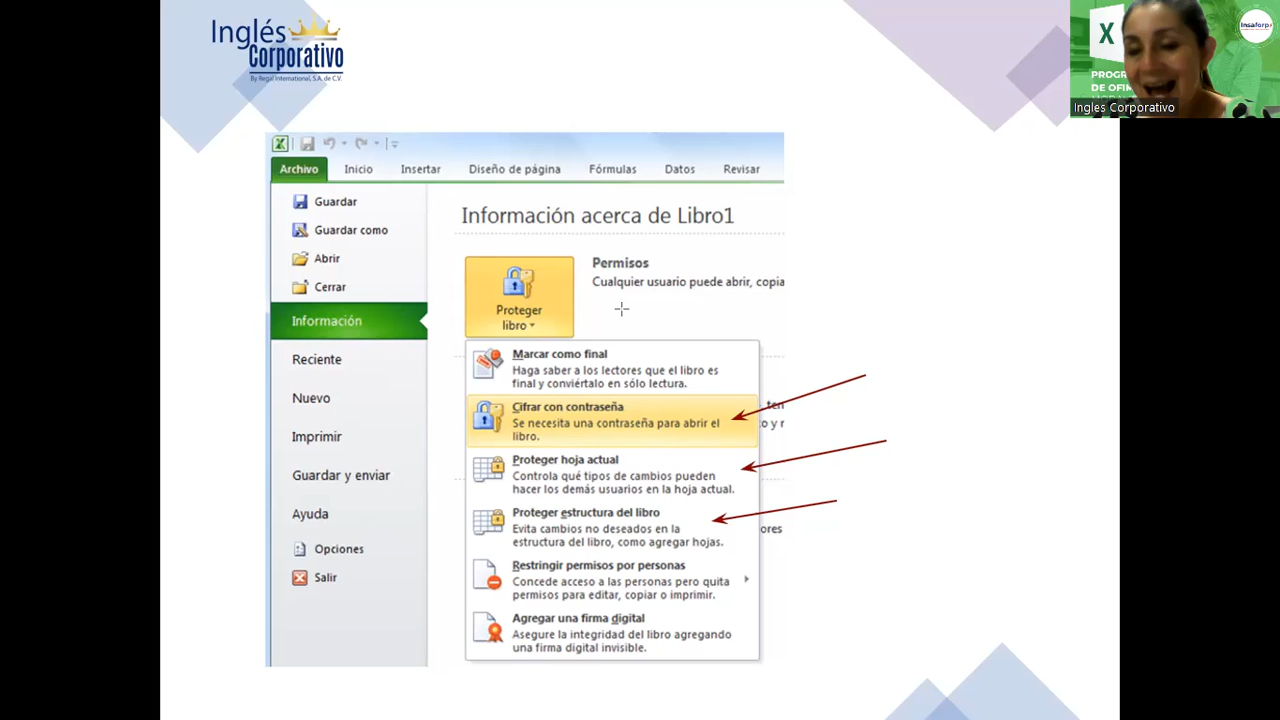 Inglés
Corporativo
By Regal International, S.A. de C.V.
Archivo Inicio Insertar Diseño de página Fórmulas Datos Revisar
Guardar
Guardar como
Abrir
Cerrar
Información
Reciente
Nuevo
Imprimir
Guardar y enviar
Ayuda
Opciones
Salir
Información acerca de Libro1
Proteger
libro
Permisos
Cualquier usuario puede abrir, copia
Marcar como final
Haga saber a los lectores que el libro es
final y conviértalo en sólo lectura.
Cifrar con contraseña
Se necesita una contraseña para abrir el
libro.
Proteger hoja actual
Controla qué tipos de cambios pueden
hacer los demás usuarios en la hoja actual.
Proteger estructura del libro
Evita cambios no deseados en la
estructura del libro, como agregar hojas.
Restringir permisos por personas
Concede acceso a las personas pero quita
permisos para editar, copiar o imprimir.
Agregar una firma digital
Asegure la integridad del libro agregando
una firma digital invisible.
X
Insaforp
PROGR
DE OFI
Ingles Corporativo